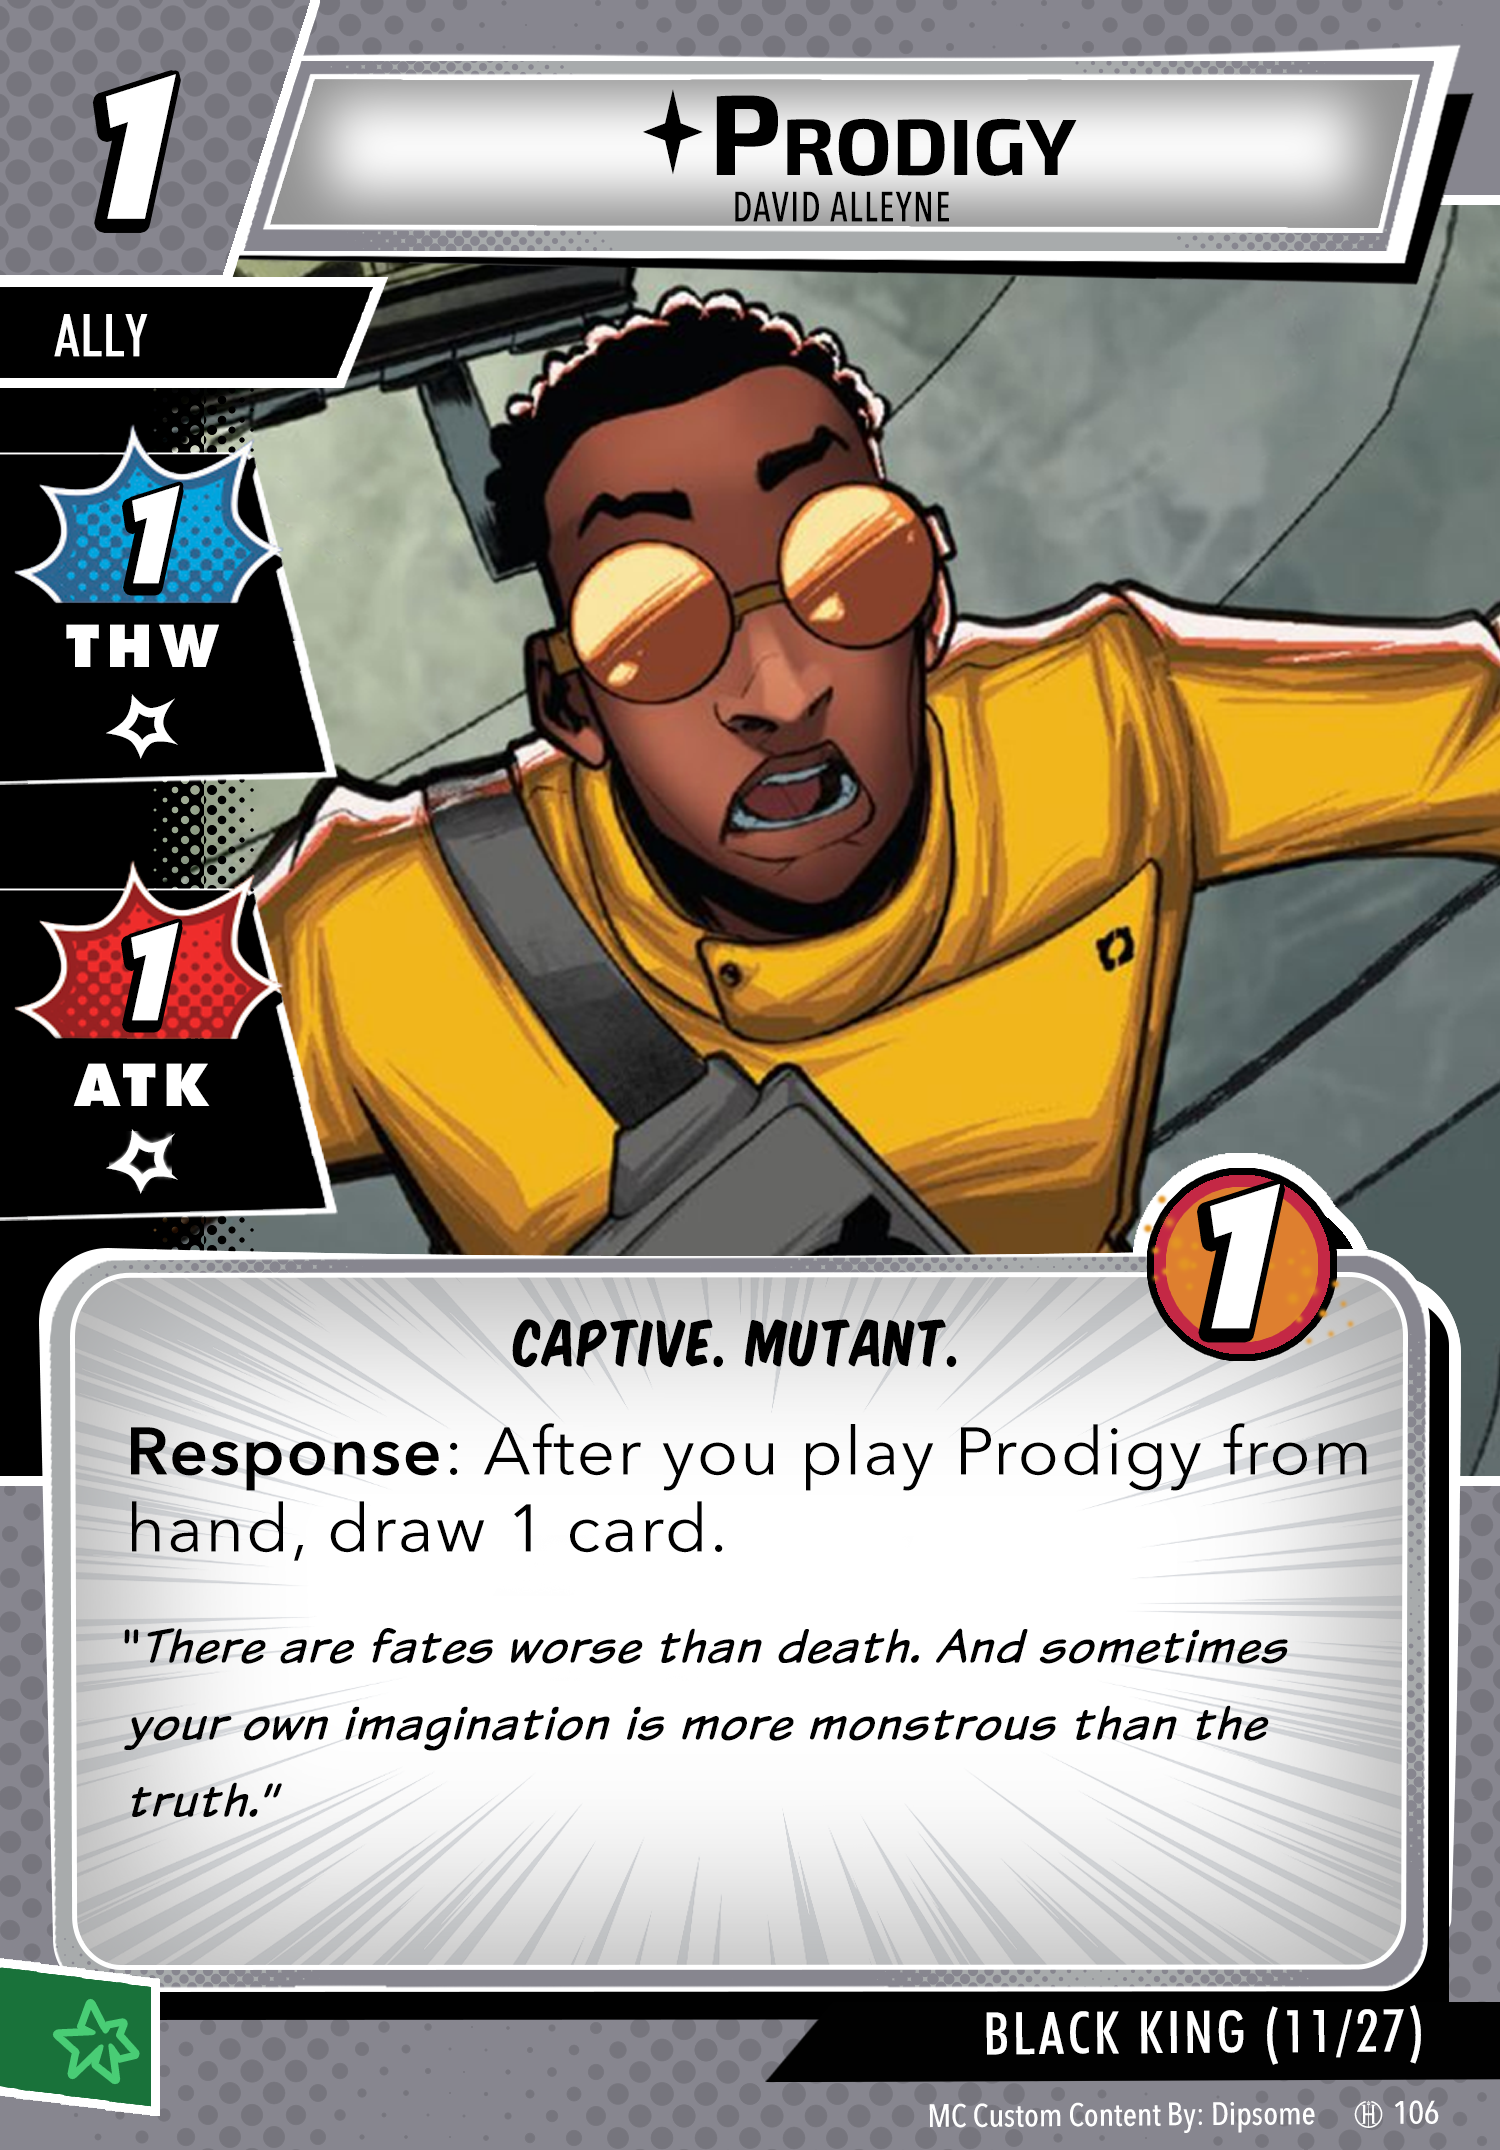 1
PRODIGY
DAVID ALLEYNE
ALLY
1
THW
1
ATK
1
CAPTIVE. MUTANT.
Response: After you play Prodigy from
hand, draw 1 card.
"There are fates worse than death. And sometimes
your own imagination is more monstrous than the
truth."
BLACK KING (11/27)
MC Custom Content By: Dipsome 106